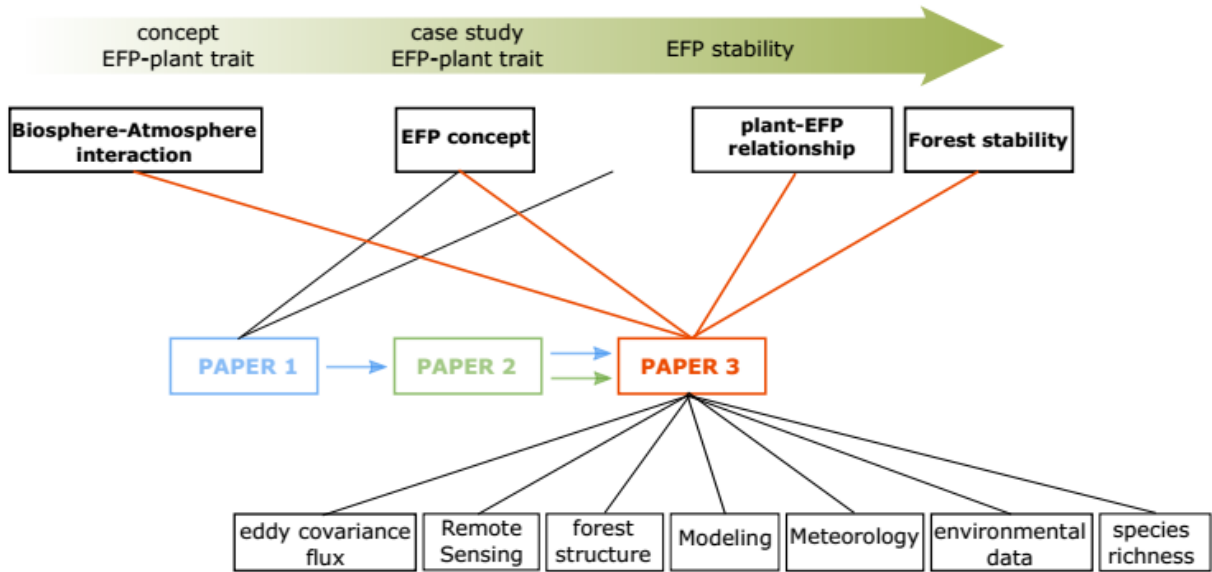 concept
EFP-plant trait
case study
EFP-plant trait
EFP stability
Biosphere-Atmosphere
interaction
EFP concept
plant-EFP
relationship
Forest stability
PAPER 1
PAPER 2
PAPER 3
eddy covariance
flux
Remote
Sensing
forest
structure
Modeling
Meteorology
environmental
data
species
richness